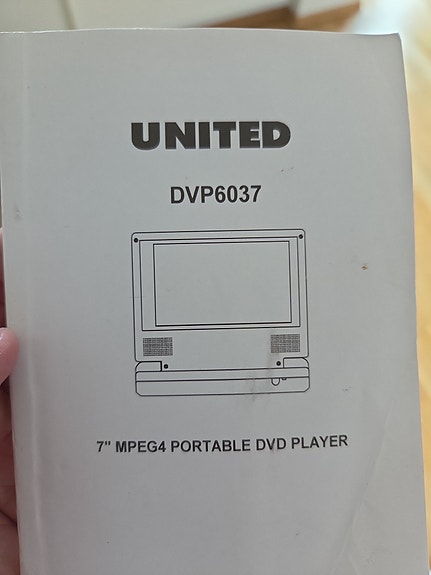 UNITED
DVP6037
7" MPEG4 PORTABLE DVD PLAYER